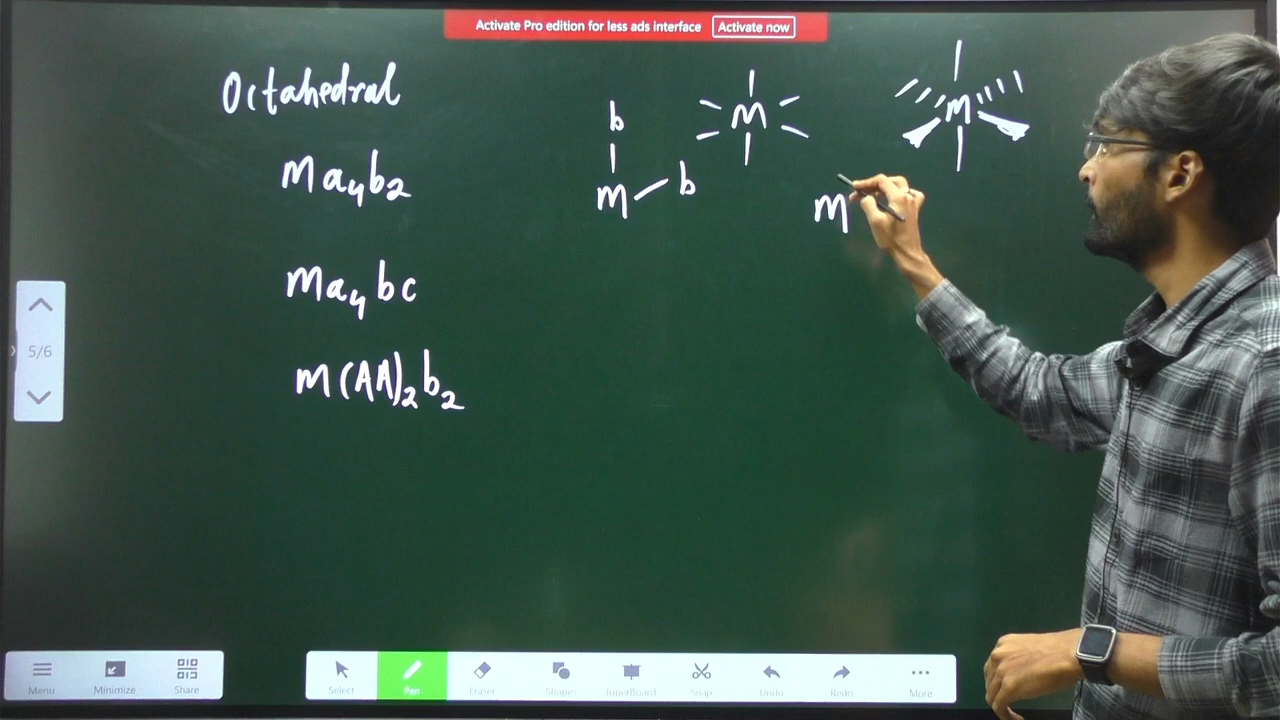 Activate Pro edition for less ads interface Activate now
Octahedral
Ma₄b₂
Ma₄bc
M(AA)₂b₂
b
M b
M
M
M
5/6
Menu Minimize Share Select Pen Eraser Shapes InnerBoard Snap Undo Redo More